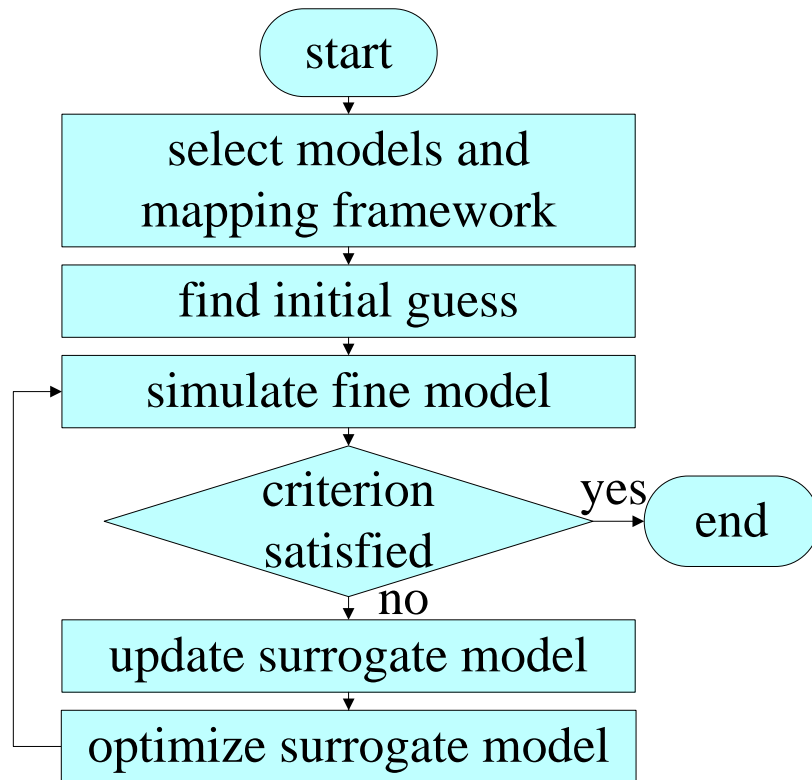 start
select models and
mapping framework
find initial guess
simulate fine model
criterion
satisfied
yes
end
no
update surrogate model
optimize surrogate model